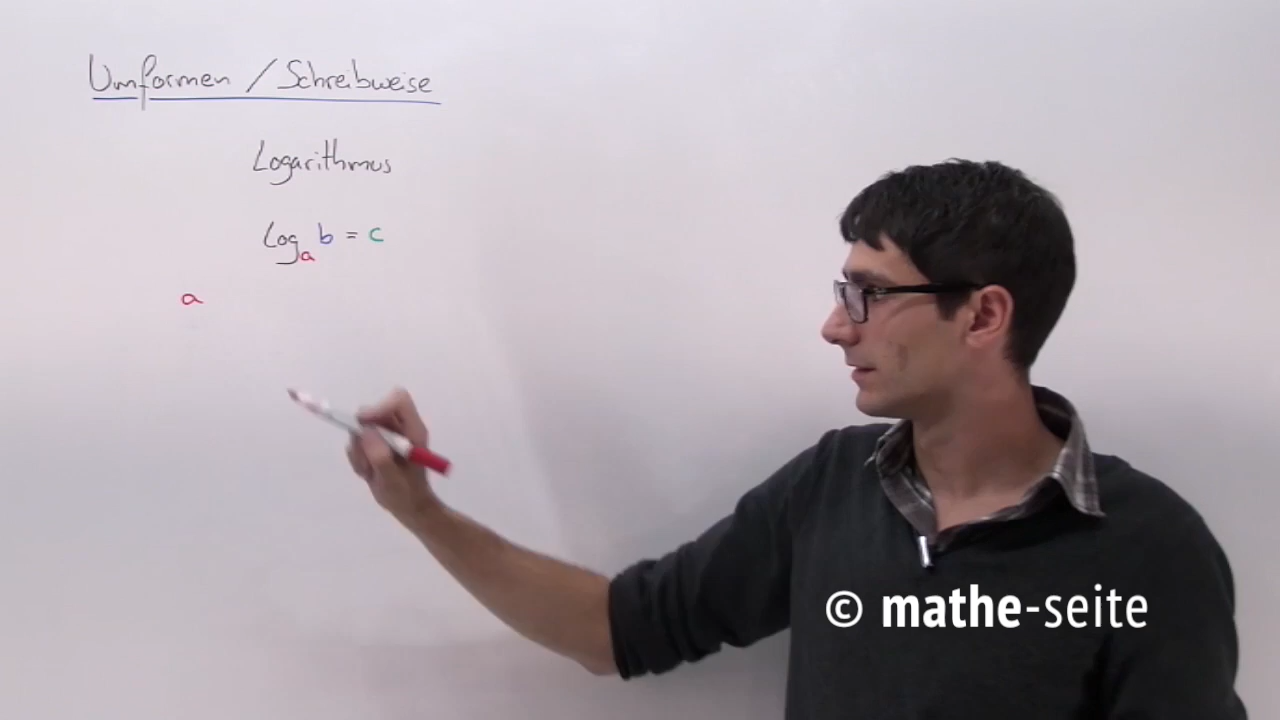 Umformen / Schreibweise
Logarithmus
Log_a b = c
a
© mathe-seite